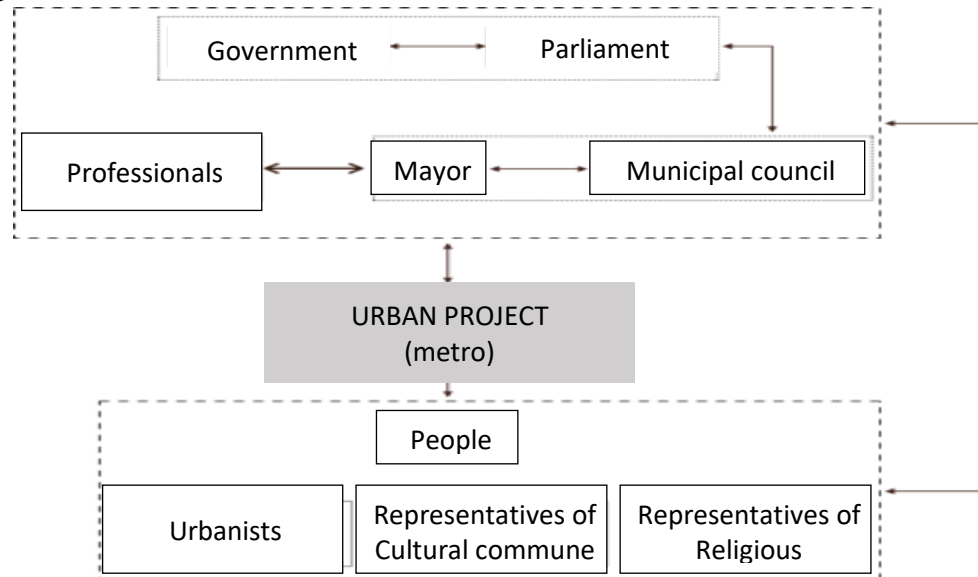 Government
Parliament
Professionals
Mayor
Municipal council
URBAN PROJECT
(metro)
People
Urbanists
Representatives of
Cultural commune
Representatives of
Religious